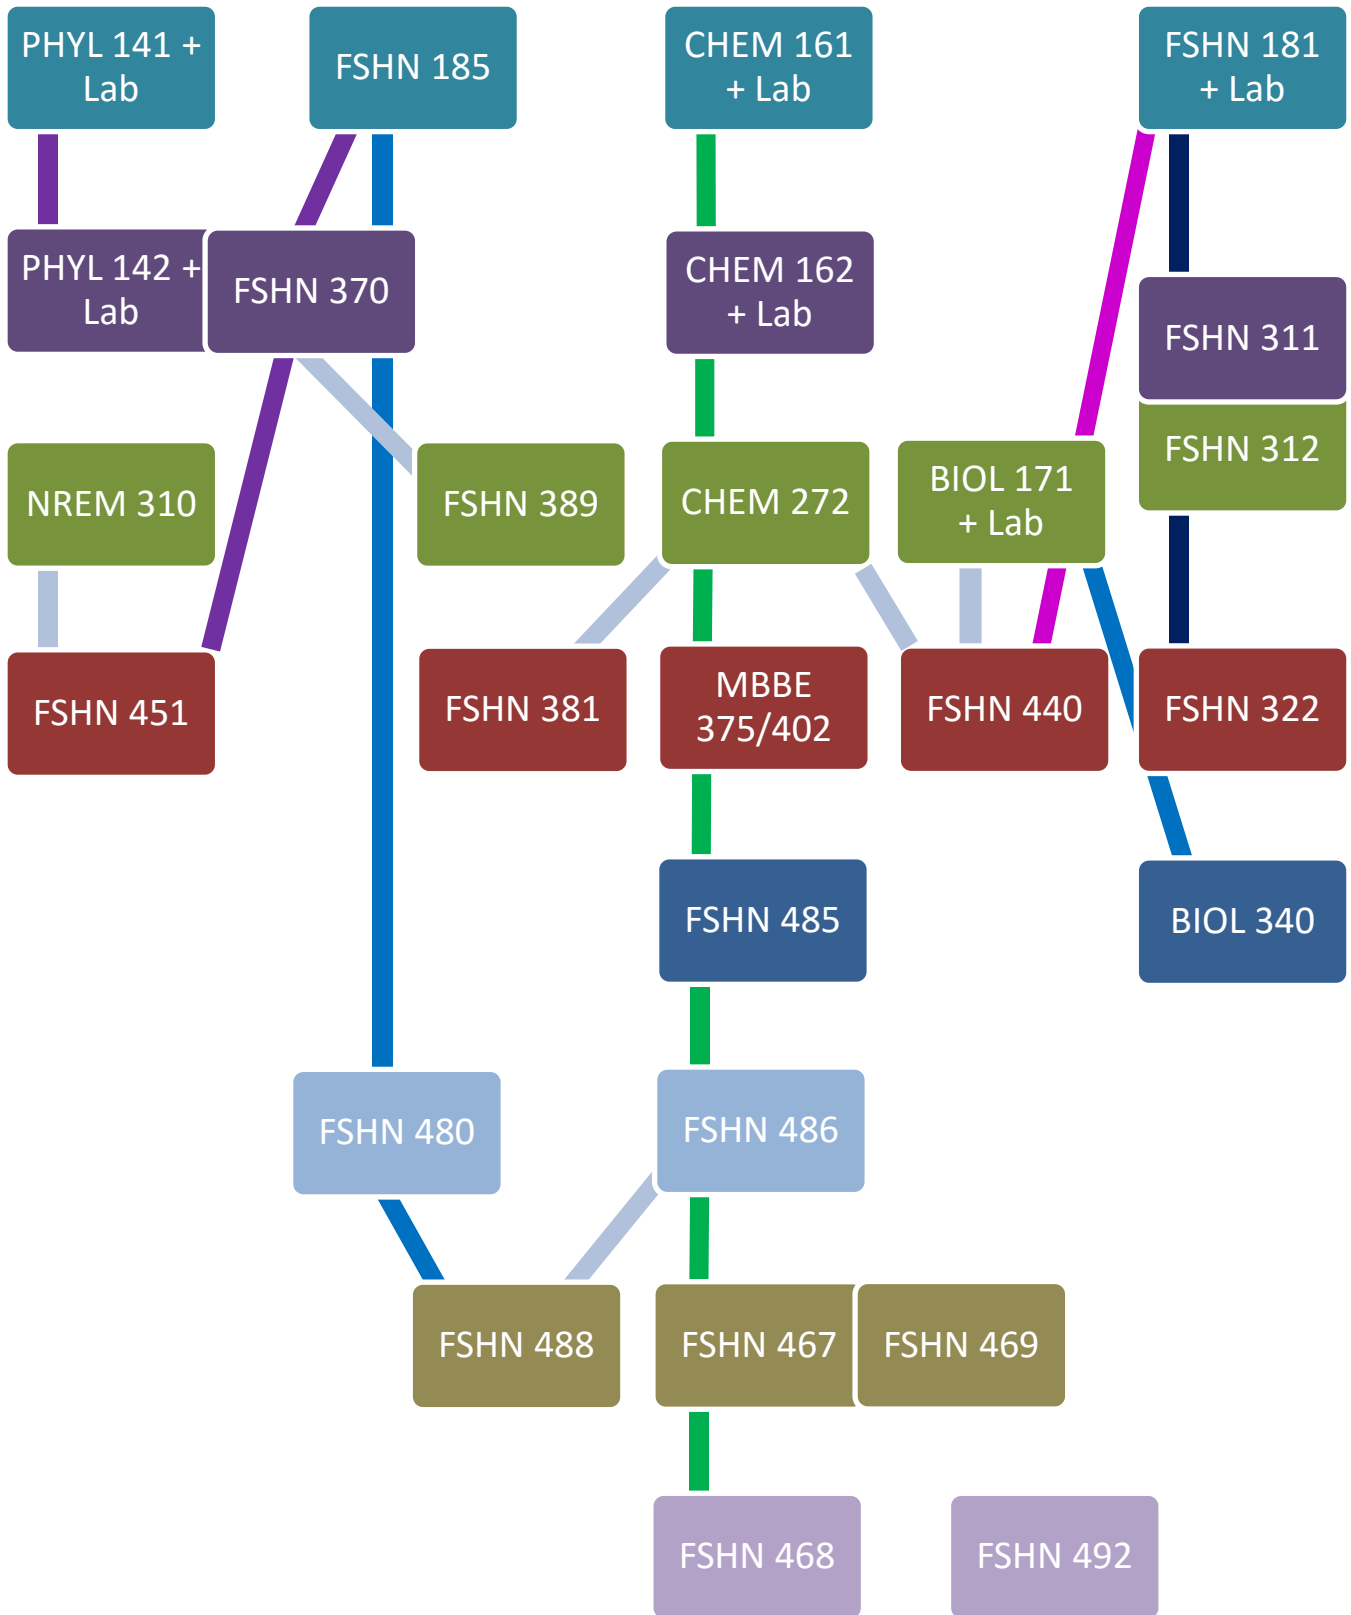 PHYL 141 +
Lab
FSHN 185
CHEM 161
+ Lab
FSHN 181
+ Lab
PHYL 142 +
Lab
FSHN 370
CHEM 162
+ Lab
FSHN 311
FSHN 312
NREM 310
FSHN 389
CHEM 272
BIOL 171
+ Lab
FSHN 451
FSHN 381
MBBE
375/402
FSHN 440
FSHN 322
FSHN 485
BIOL 340
FSHN 480
FSHN 486
FSHN 488
FSHN 467
FSHN 469
FSHN 468
FSHN 492